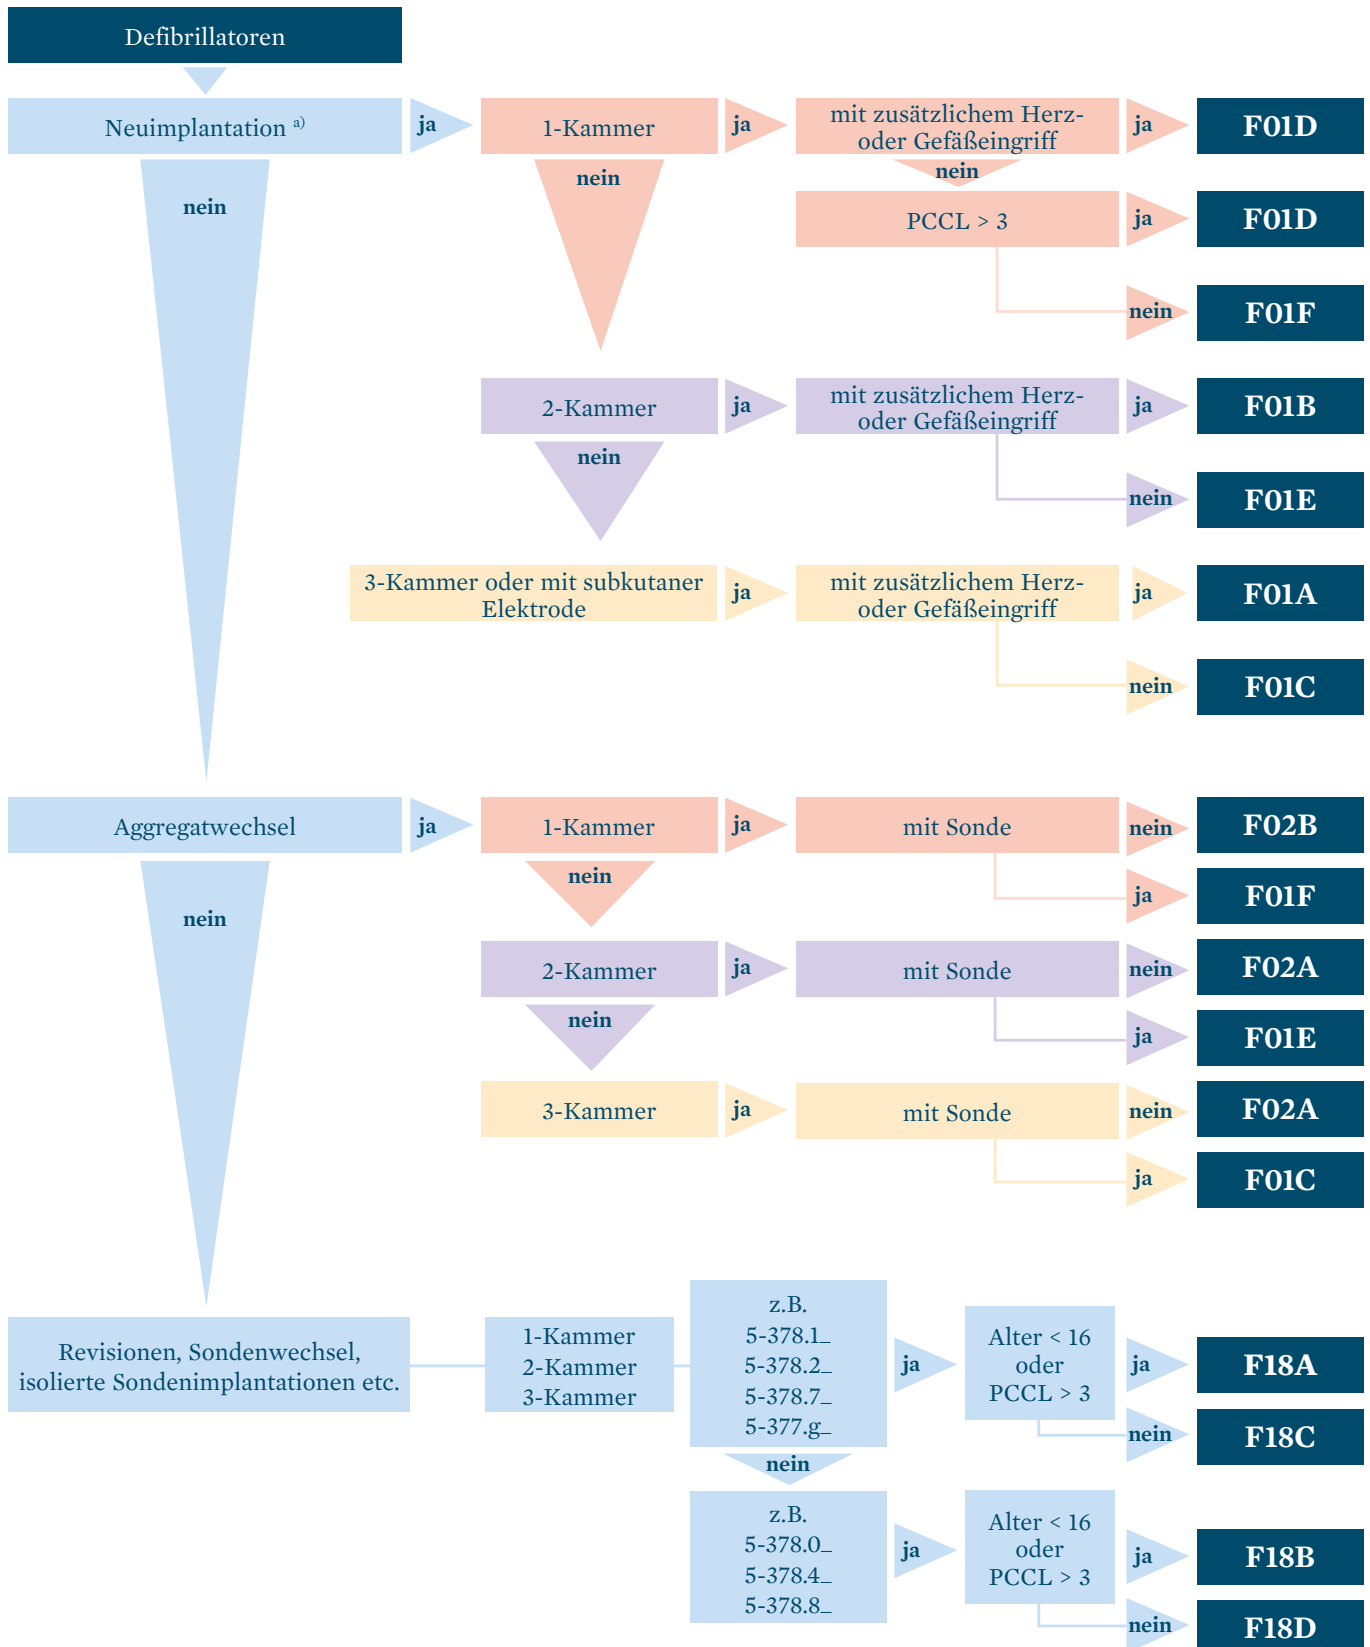 Defibrillatoren
Neuimplantation a)
ja
1-Kammer
ja
mit zusätzlichem Herz-
oder Gefäßeingriff
ja
F01D
nein
nein
nein
PCCL > 3
ja
F01D
nein
F01F
2-Kammer
ja
mit zusätzlichem Herz-
oder Gefäßeingriff
ja
F01B
nein
nein
F01E
3-Kammer oder mit subkutaner
Elektrode
ja
mit zusätzlichem Herz-
oder Gefäßeingriff
ja
F01A
nein
F01C
Aggregatwechsel
ja
1-Kammer
ja
mit Sonde
nein
F02B
nein
nein
ja
F01F
2-Kammer
ja
mit Sonde
nein
F02A
nein
ja
F01E
3-Kammer
ja
mit Sonde
nein
F02A
ja
F01C
Revisionen, Sondenwechsel,
isolierte Sondenimplantationen etc.
1-Kammer
2-Kammer
3-Kammer
z.B.
5-378.1_
5-378.2_
5-378.7_
5-377.g_
ja
Alter < 16
oder
PCCL > 3
ja
F18A
nein
F18C
nein
z.B.
5-378.0_
5-378.4_
5-378.8_
ja
Alter < 16
oder
PCCL > 3
ja
F18B
nein
F18D